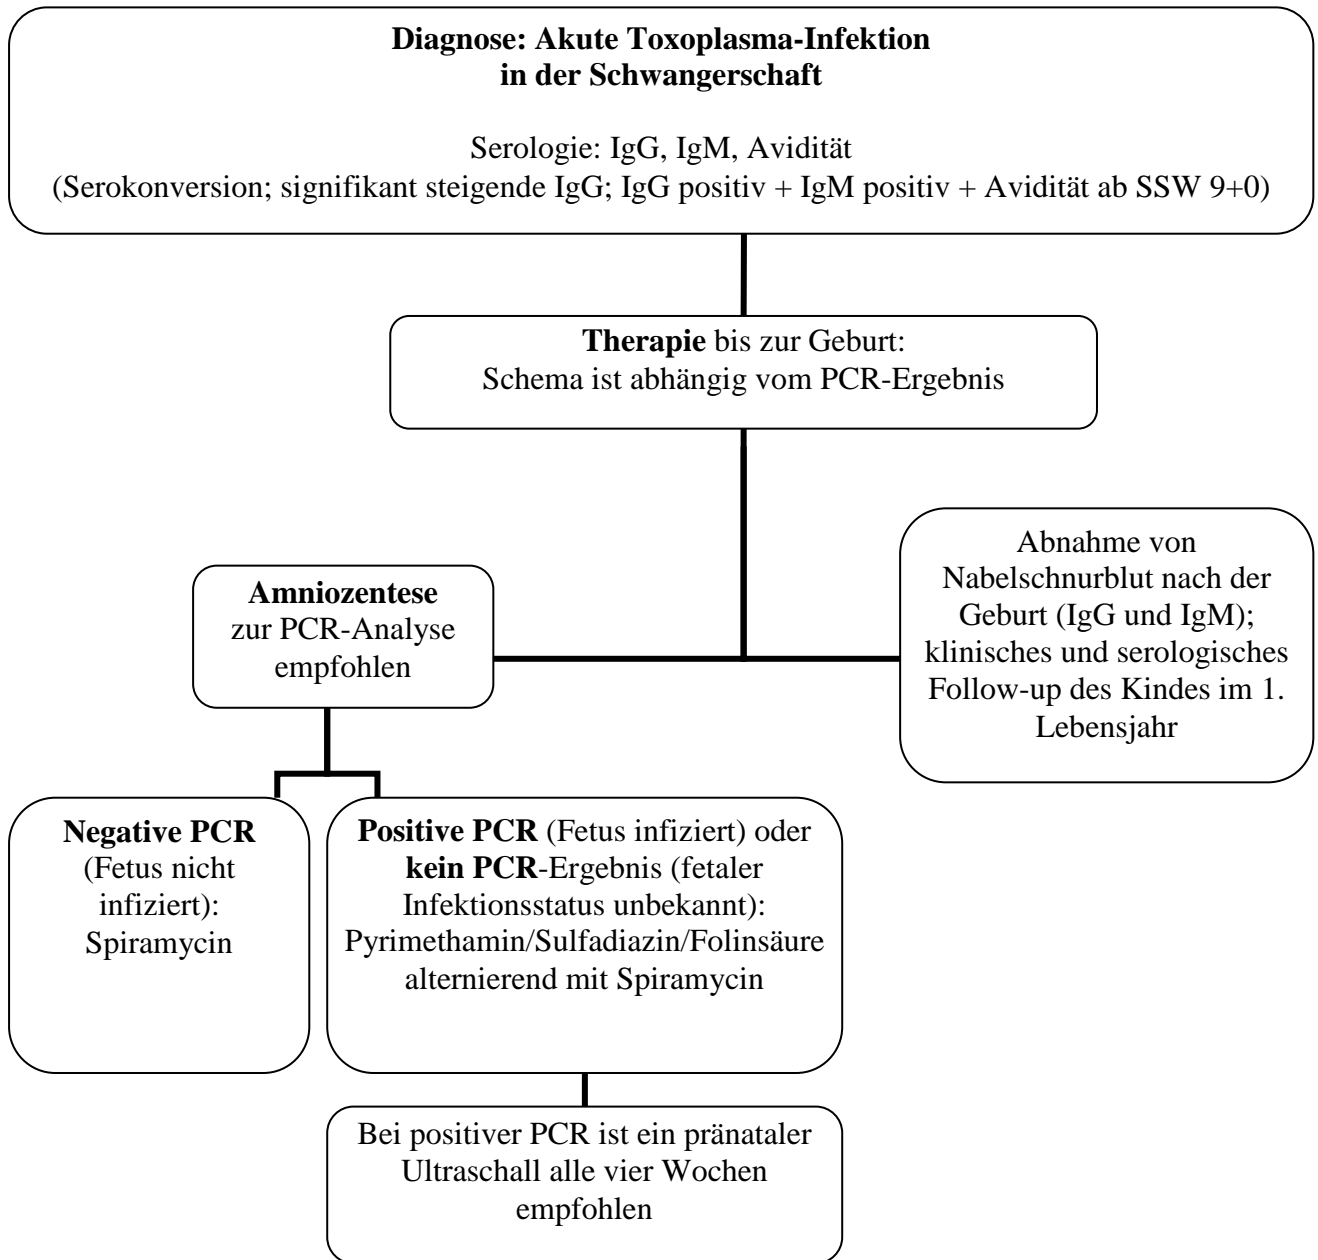 Diagnose: Akute Toxoplasma-Infektion
in der Schwangerschaft
Serologie: IgG, IgM, Avidität
(Serokonversion; signifikant steigende IgG; IgG positiv + IgM positiv + Avidität ab SSW 9+0)
Therapie bis zur Geburt:
Schema ist abhängig vom PCR-Ergebnis
Amniozentese
zur PCR-Analyse
empfohlen
Abnahme von
Nabelschnurblut nach der
Geburt (IgG und IgM);
klinisches und serologisches
Follow-up des Kindes im 1.
Lebensjahr
Negative PCR
(Fetus nicht
infiziert):
Spiramycin
Positive PCR (Fetus infiziert) oder
kein PCR-Ergebnis (fetaler
Infektionsstatus unbekannt):
Pyrimethamin/Sulfadiazin/Folinsäure
alternierend mit Spiramycin
Bei positiver PCR ist ein pränataler
Ultraschall alle vier Wochen
empfohlen